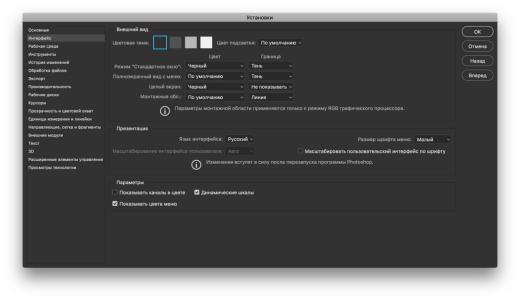 Установки
Основные
Интерфейс
Рабочая среда
Инструменты
История изменений
Обработка файлов
Экспорт
Производительность
Рабочие диски
Курсоры
Прозрачность и цветовой охват
Единица измерения и линейки
Направляющие, сетка и фрагменты
Внешние модули
Текст
3D
Расширенные элементы управления
Просмотры технологии
Внешний вид
Цветовая тема:
Цвет подсветки: По умолчанию
Цвет Граница
Режим "Стандартное окно": Черный Тень
Полноэкранный вид с меню: По умолчанию Тень
Целый экран: Черный Не показывать
Монтажные обл.: По умолчанию Линия
Параметры монтажной области применяется только к режиму RGB графического процессора.
Презентация
Язык интерфейса: Русский Размер шрифта меню: Малый
Масштабирование интерфейса пользователя: Авто Масштабировать пользовательский интерфейс по шрифту
Изменения вступят в силу после перезапуска программы Photoshop.
Параметры
Показывать каналы в цвете Динамические шкалы
Показывать цвета меню
OK
Отмена
Назад
Вперед